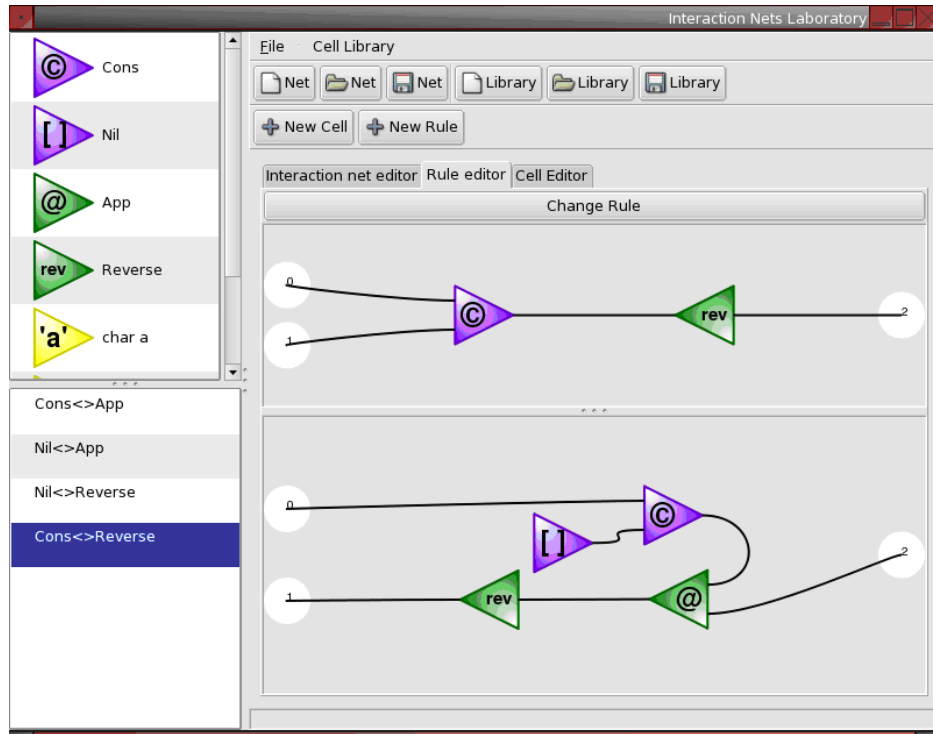 Interaction Nets Laboratory
File Cell Library
Net Net Net Library Library Library
New Cell New Rule
Interaction net editor Rule editor Cell Editor
Change Rule
© Cons
[ ] Nil
@ App
rev Reverse
'a' char a
Cons<>App
Nil<>App
Nil<>Reverse
Cons<>Reverse
0
1
© rev
2
0
©
[ ]
2
1
rev
@